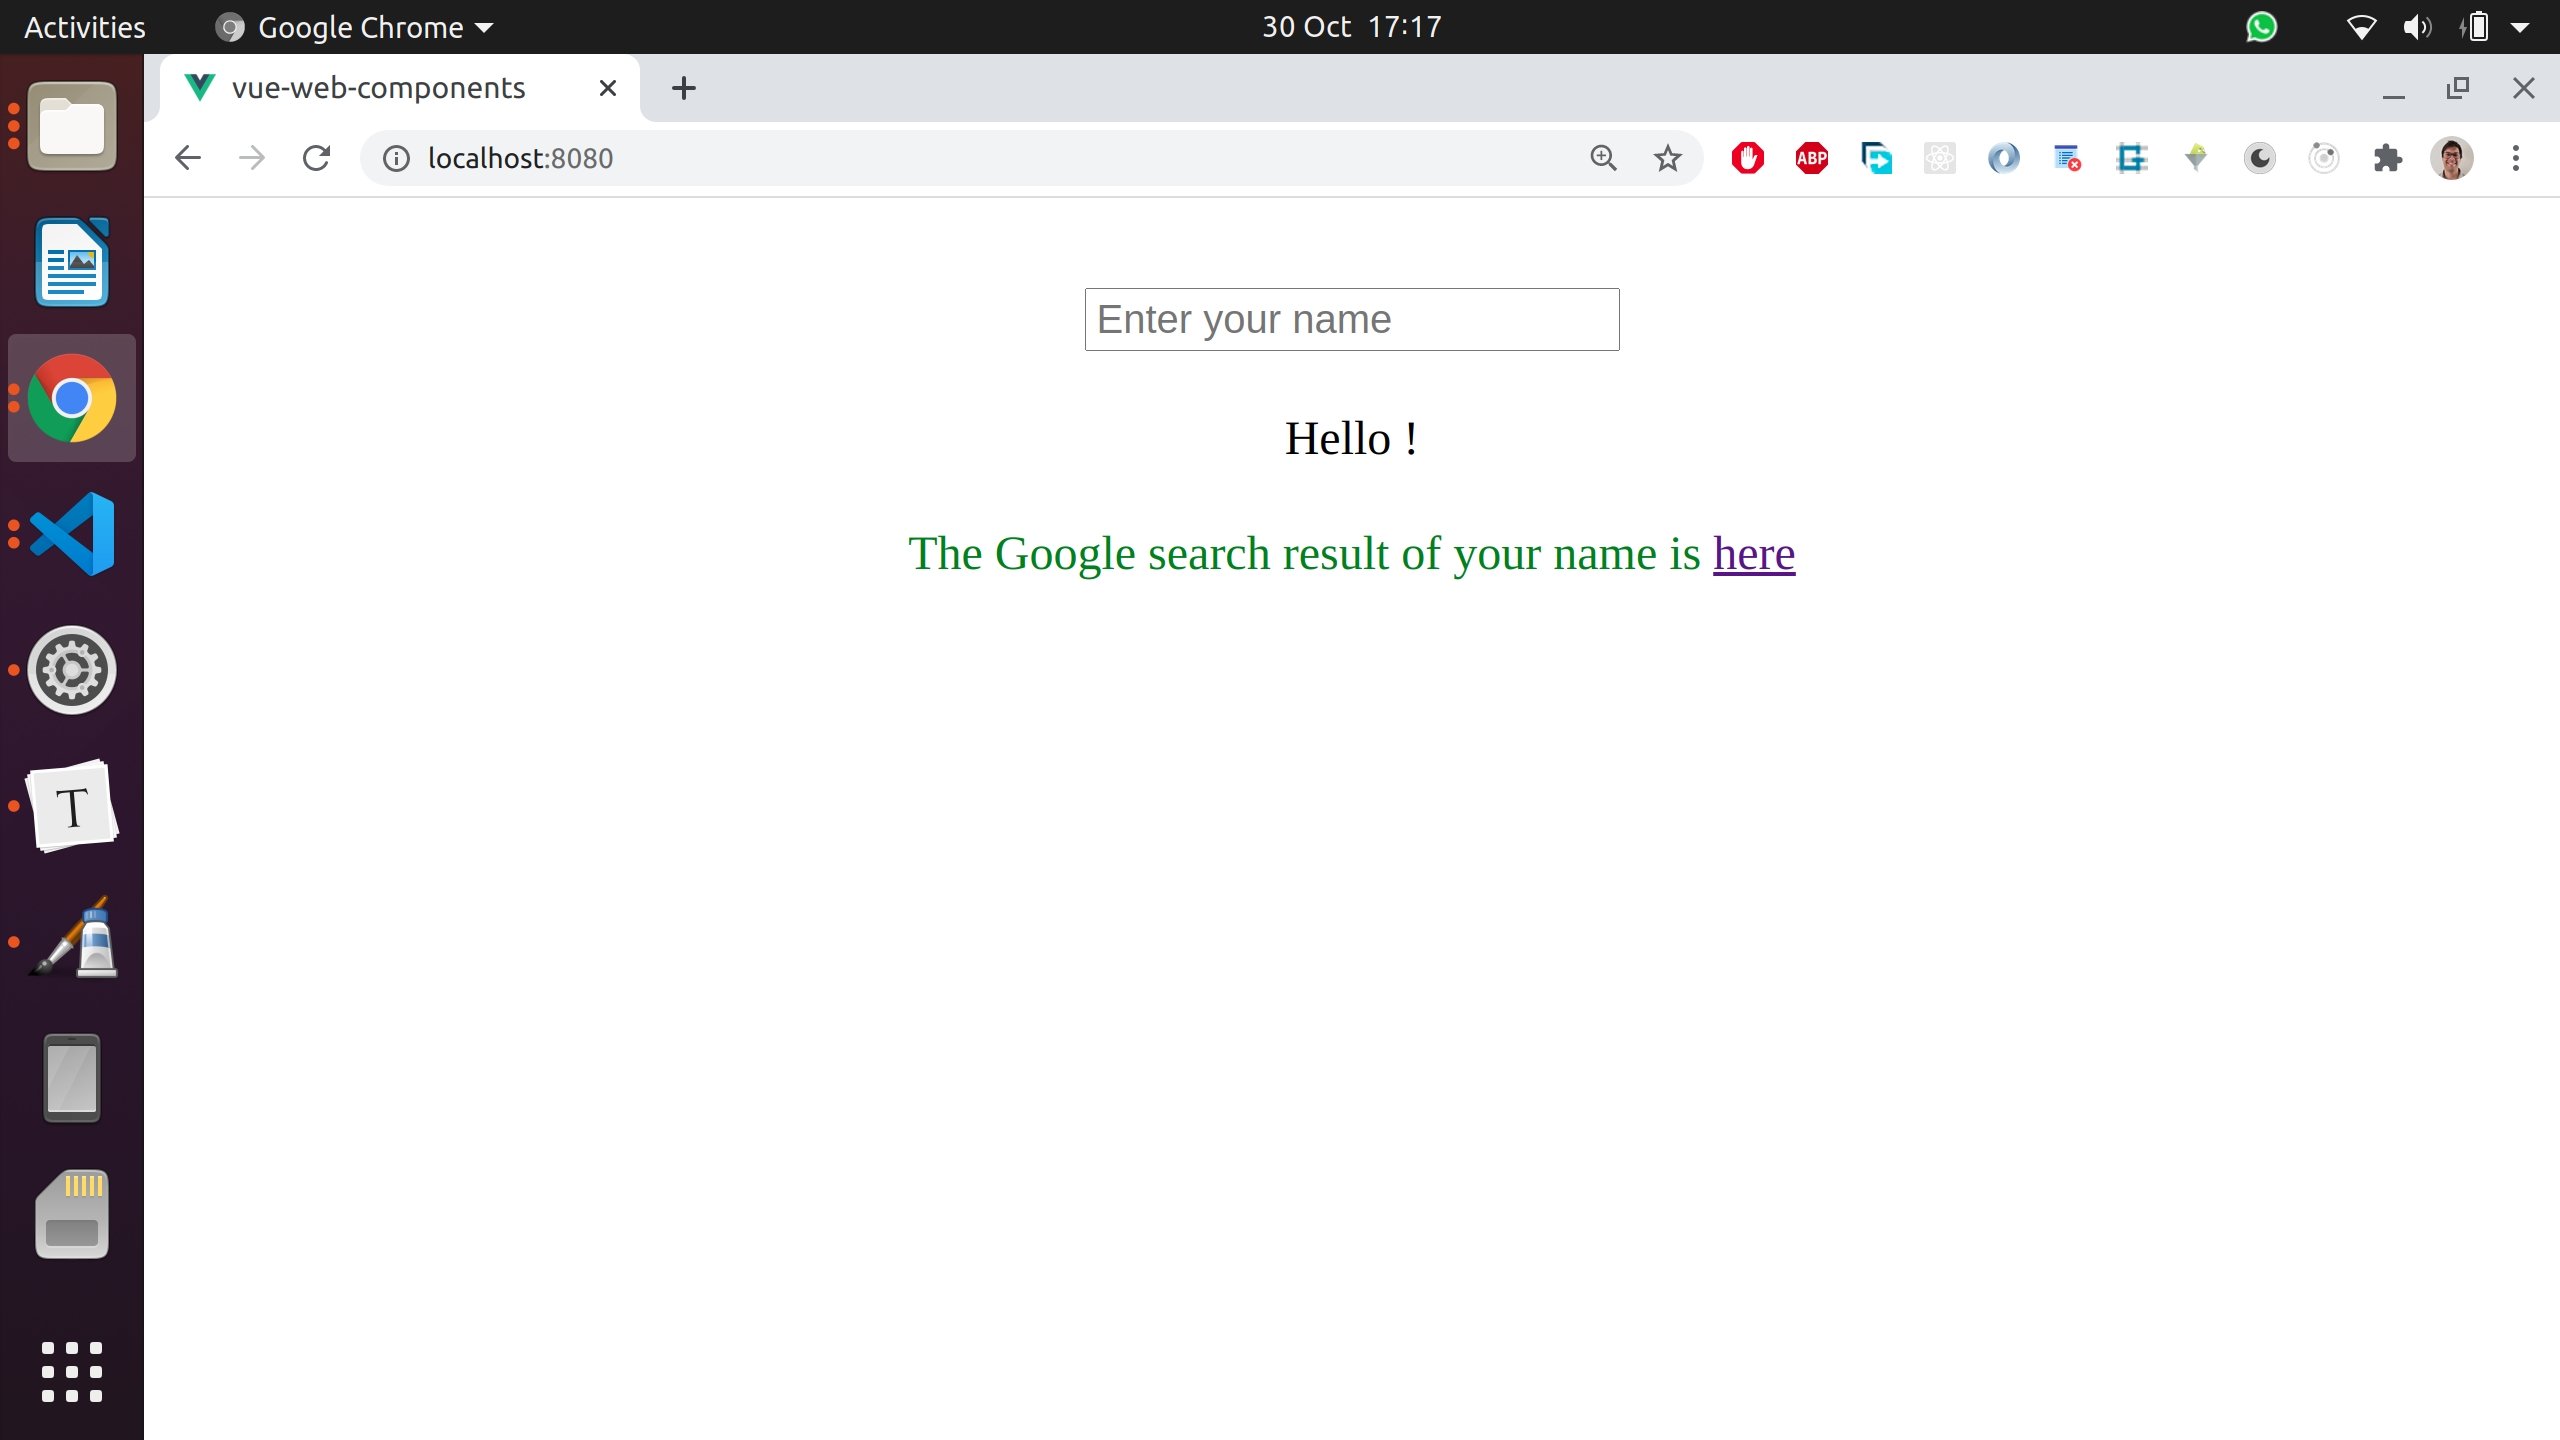 Activities
Google Chrome
30 Oct 17:17
vue-web-components
localhost:8080
ABP
Enter your name
Hello !
The Google search result of your name is here
T